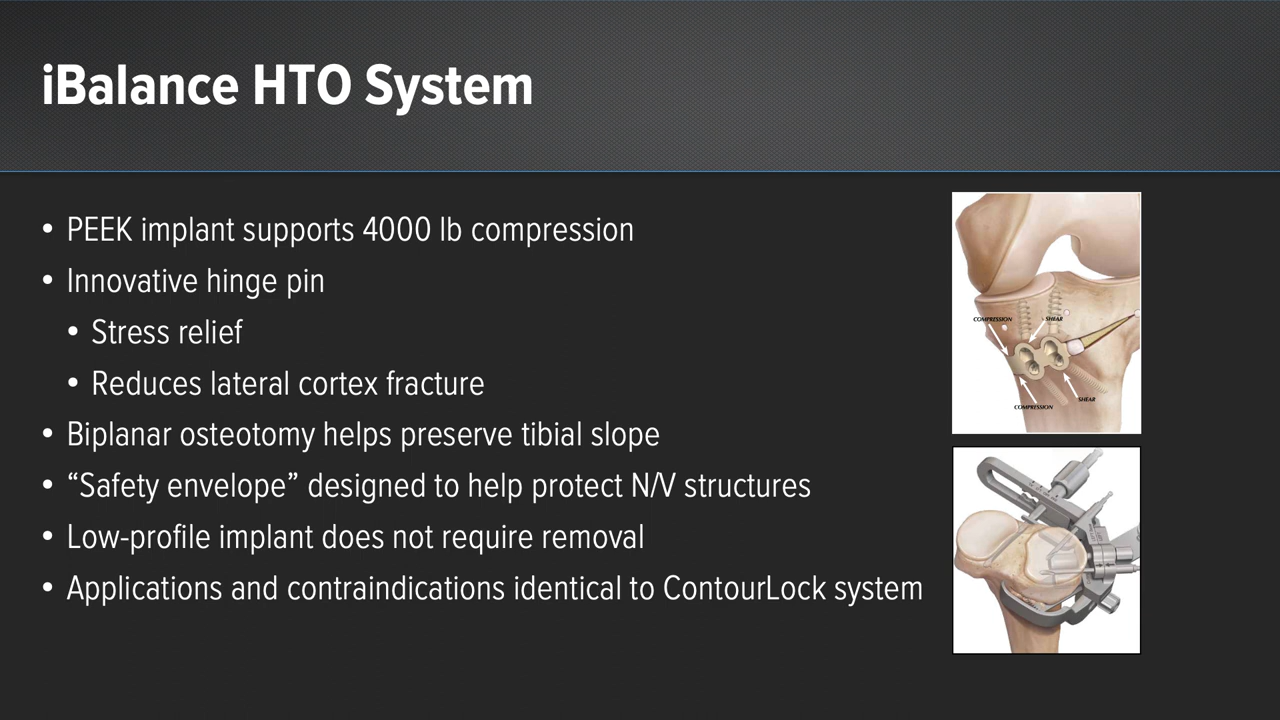 iBalance HTO System
• PEEK implant supports 4000 lb compression
• Innovative hinge pin
• Stress relief
• Reduces lateral cortex fracture
• Biplanar osteotomy helps preserve tibial slope
• “Safety envelope” designed to help protect N/V structures
• Low-profile implant does not require removal
• Applications and contraindications identical to ContourLock system
COMPRESSION
SHEAR
COMPRESSION
SHEAR